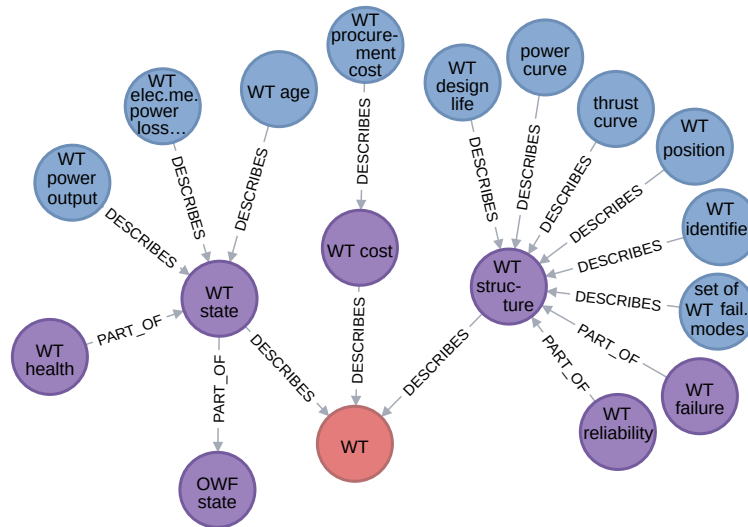 WT
procure-
ment
cost
WT
elec.me.
power
loss…
WT age
WT
design
life
power
curve
thrust
curve
WT
position
WT
power
output
WT
identifie
set of
WT fail.
modes
DESCRIBES
DESCRIBES
DESCRIBES
DESCRIBES
DESCRIBES
DESCRIBES
DESCRIBES
DESCRIBES
DESCRIBES
DESCRIBES
WT
state
WT cost
WT
struc-
ture
WT
health
PART_OF
PART_OF
DESCRIBES
DESCRIBES
DESCRIBES
PART_OF
PART_OF
WT
failure
WT
reliability
WT
OWF
state